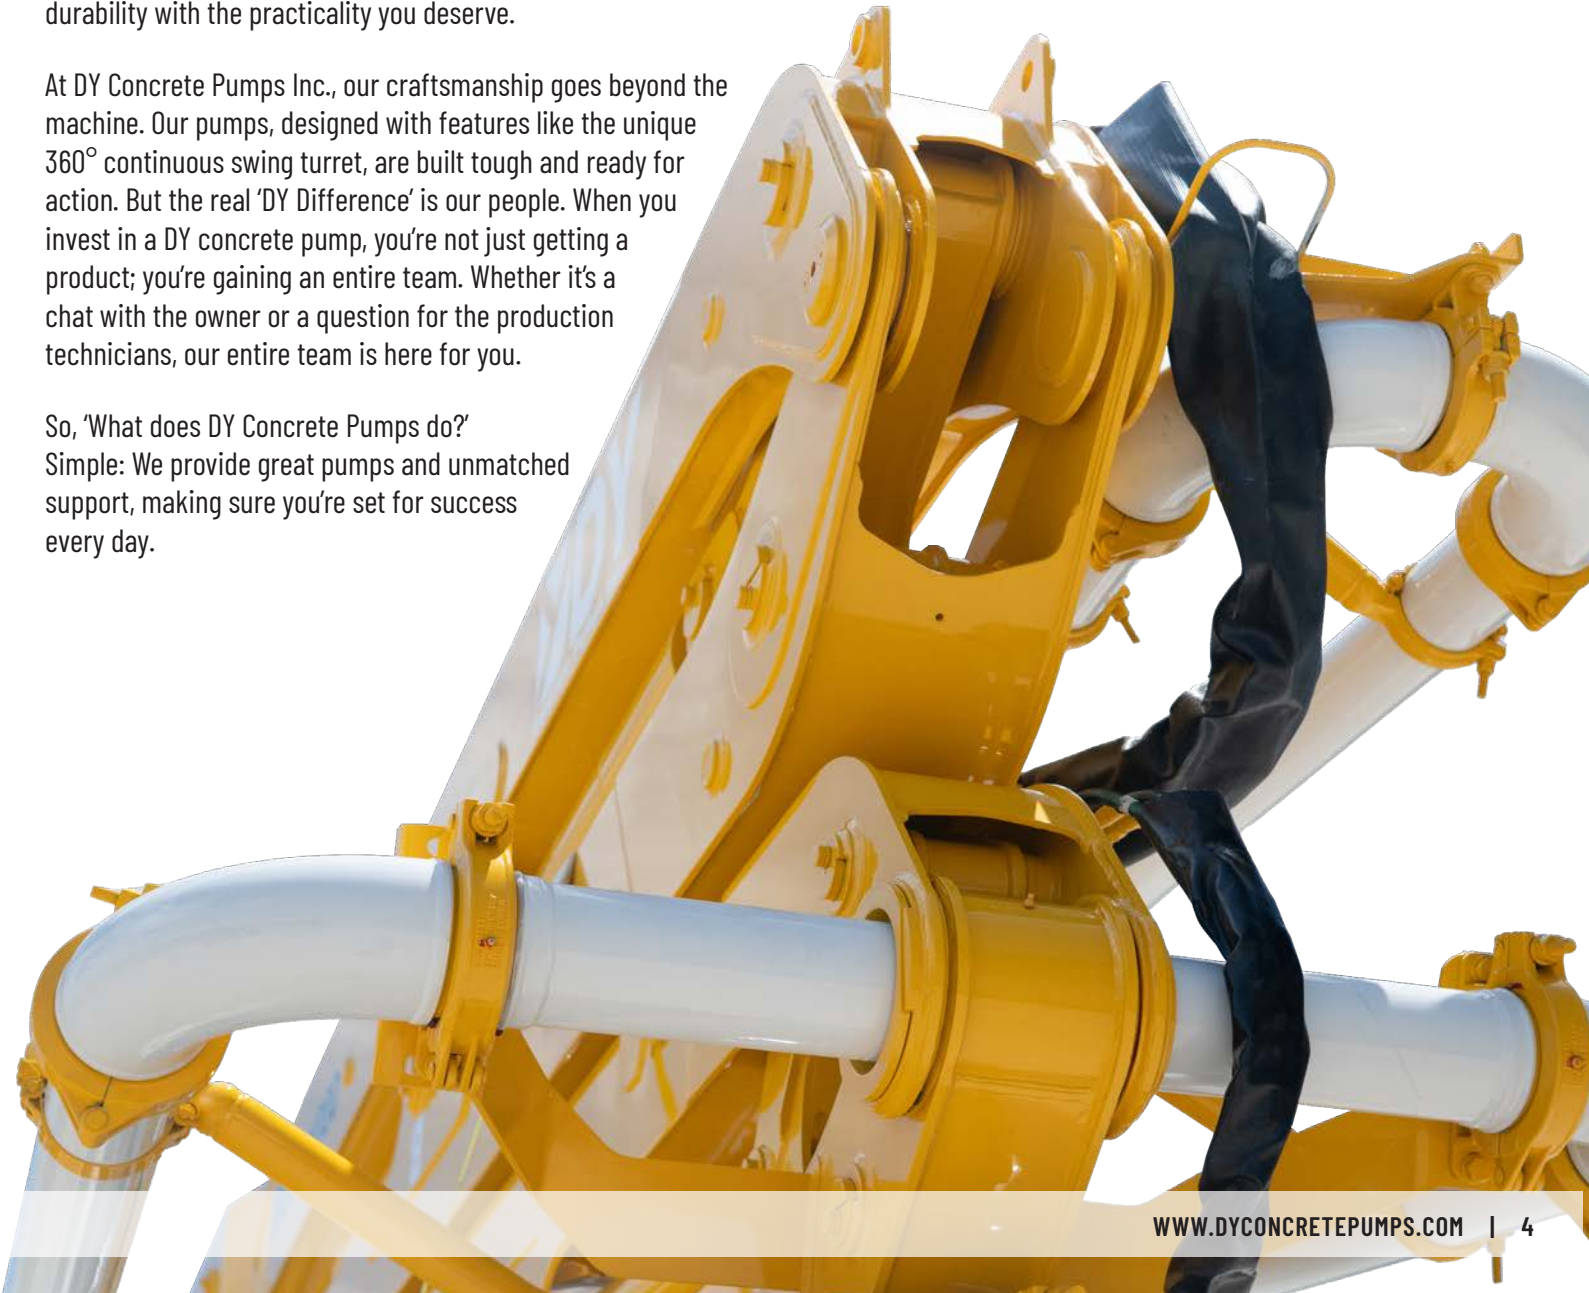 durability with the practicality you deserve.
At DY Concrete Pumps Inc., our craftsmanship goes beyond the
machine. Our pumps, designed with features like the unique
360° continuous swing turret, are built tough and ready for
action. But the real ‘DY Difference’ is our people. When you
invest in a DY concrete pump, you’re not just getting a
product; you’re gaining an entire team. Whether it’s a
chat with the owner or a question for the production
technicians, our entire team is here for you.
So, ‘What does DY Concrete Pumps do?’
Simple: We provide great pumps and unmatched
support, making sure you’re set for success
every day.
WWW.DYCONCRETEPUMPS.COM | 4